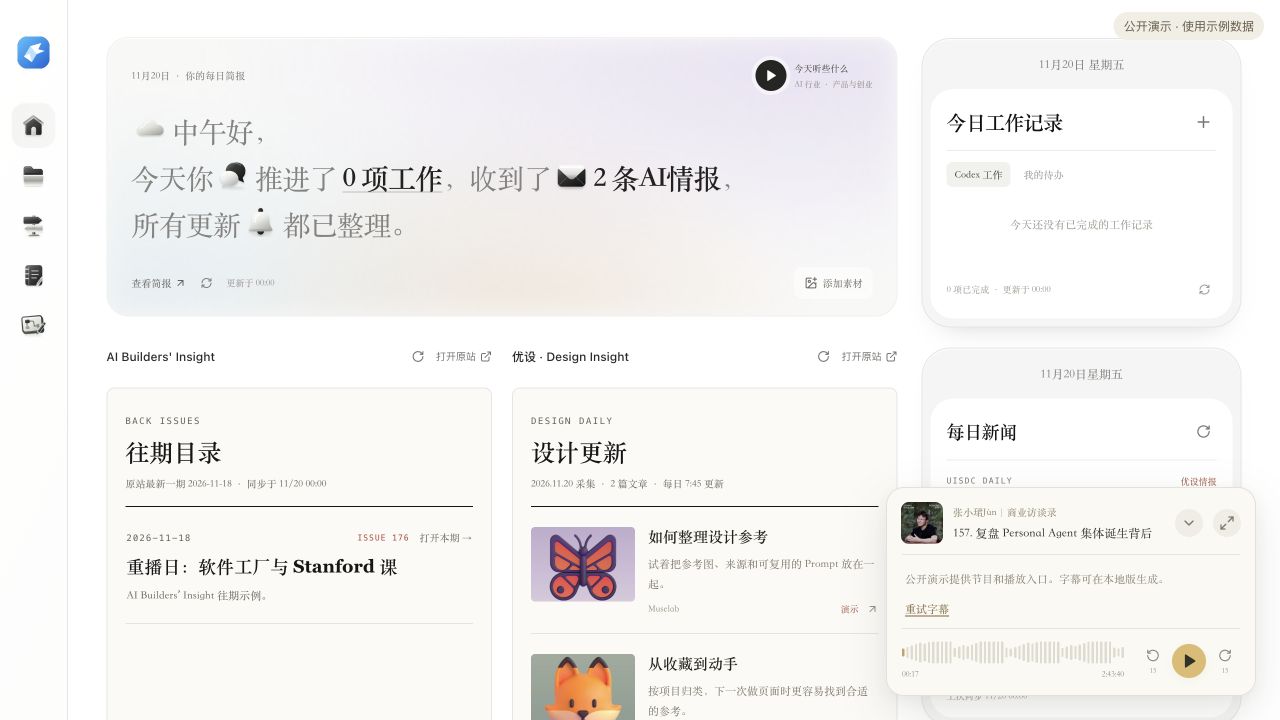 公开演示 · 使用示例数据
11月20日 · 你的每日简报
今天听些什么
AI 行业 · 产品与创业
中午好，
今天你 推进了 0 项工作，收到了 2 条AI情报，
所有更新 都已整理。
查看简报
更新于 00:00
添加素材
11月20日 星期五
今日工作记录
Codex 工作
我的待办
今天还没有已完成的工作记录
0 项已完成 · 更新于 00:00
AI Builders' Insight
打开原站
BACK ISSUES
往期目录
原站最新一期 2026-11-18 · 同步于 11/20 00:00
2026-11-18
ISSUE 176
打开本期→
重播日：软件工厂与 Stanford 课
AI Builders' Insight 往期示例。
优设 · Design Insight
打开原站
DESIGN DAILY
设计更新
2026.11.20 采集 · 2 篇文章 · 每日 7:45 更新
如何整理设计参考
试着把参考图、来源和可复用的 Prompt 放在一
起。
Muselab
演示
从收藏到动手
按项目归类，下一次做页面时更容易找到合适
的参考。
11月20日星期五
每日新闻
UISDC DAILY
优设情报
张小珺Jùn｜商业访谈录
157. 复盘 Personal Agent 集体诞生背后
公开演示提供节目和播放入口。字幕可在本地版生成。
重试字幕
00:17
2:43:40
15
15